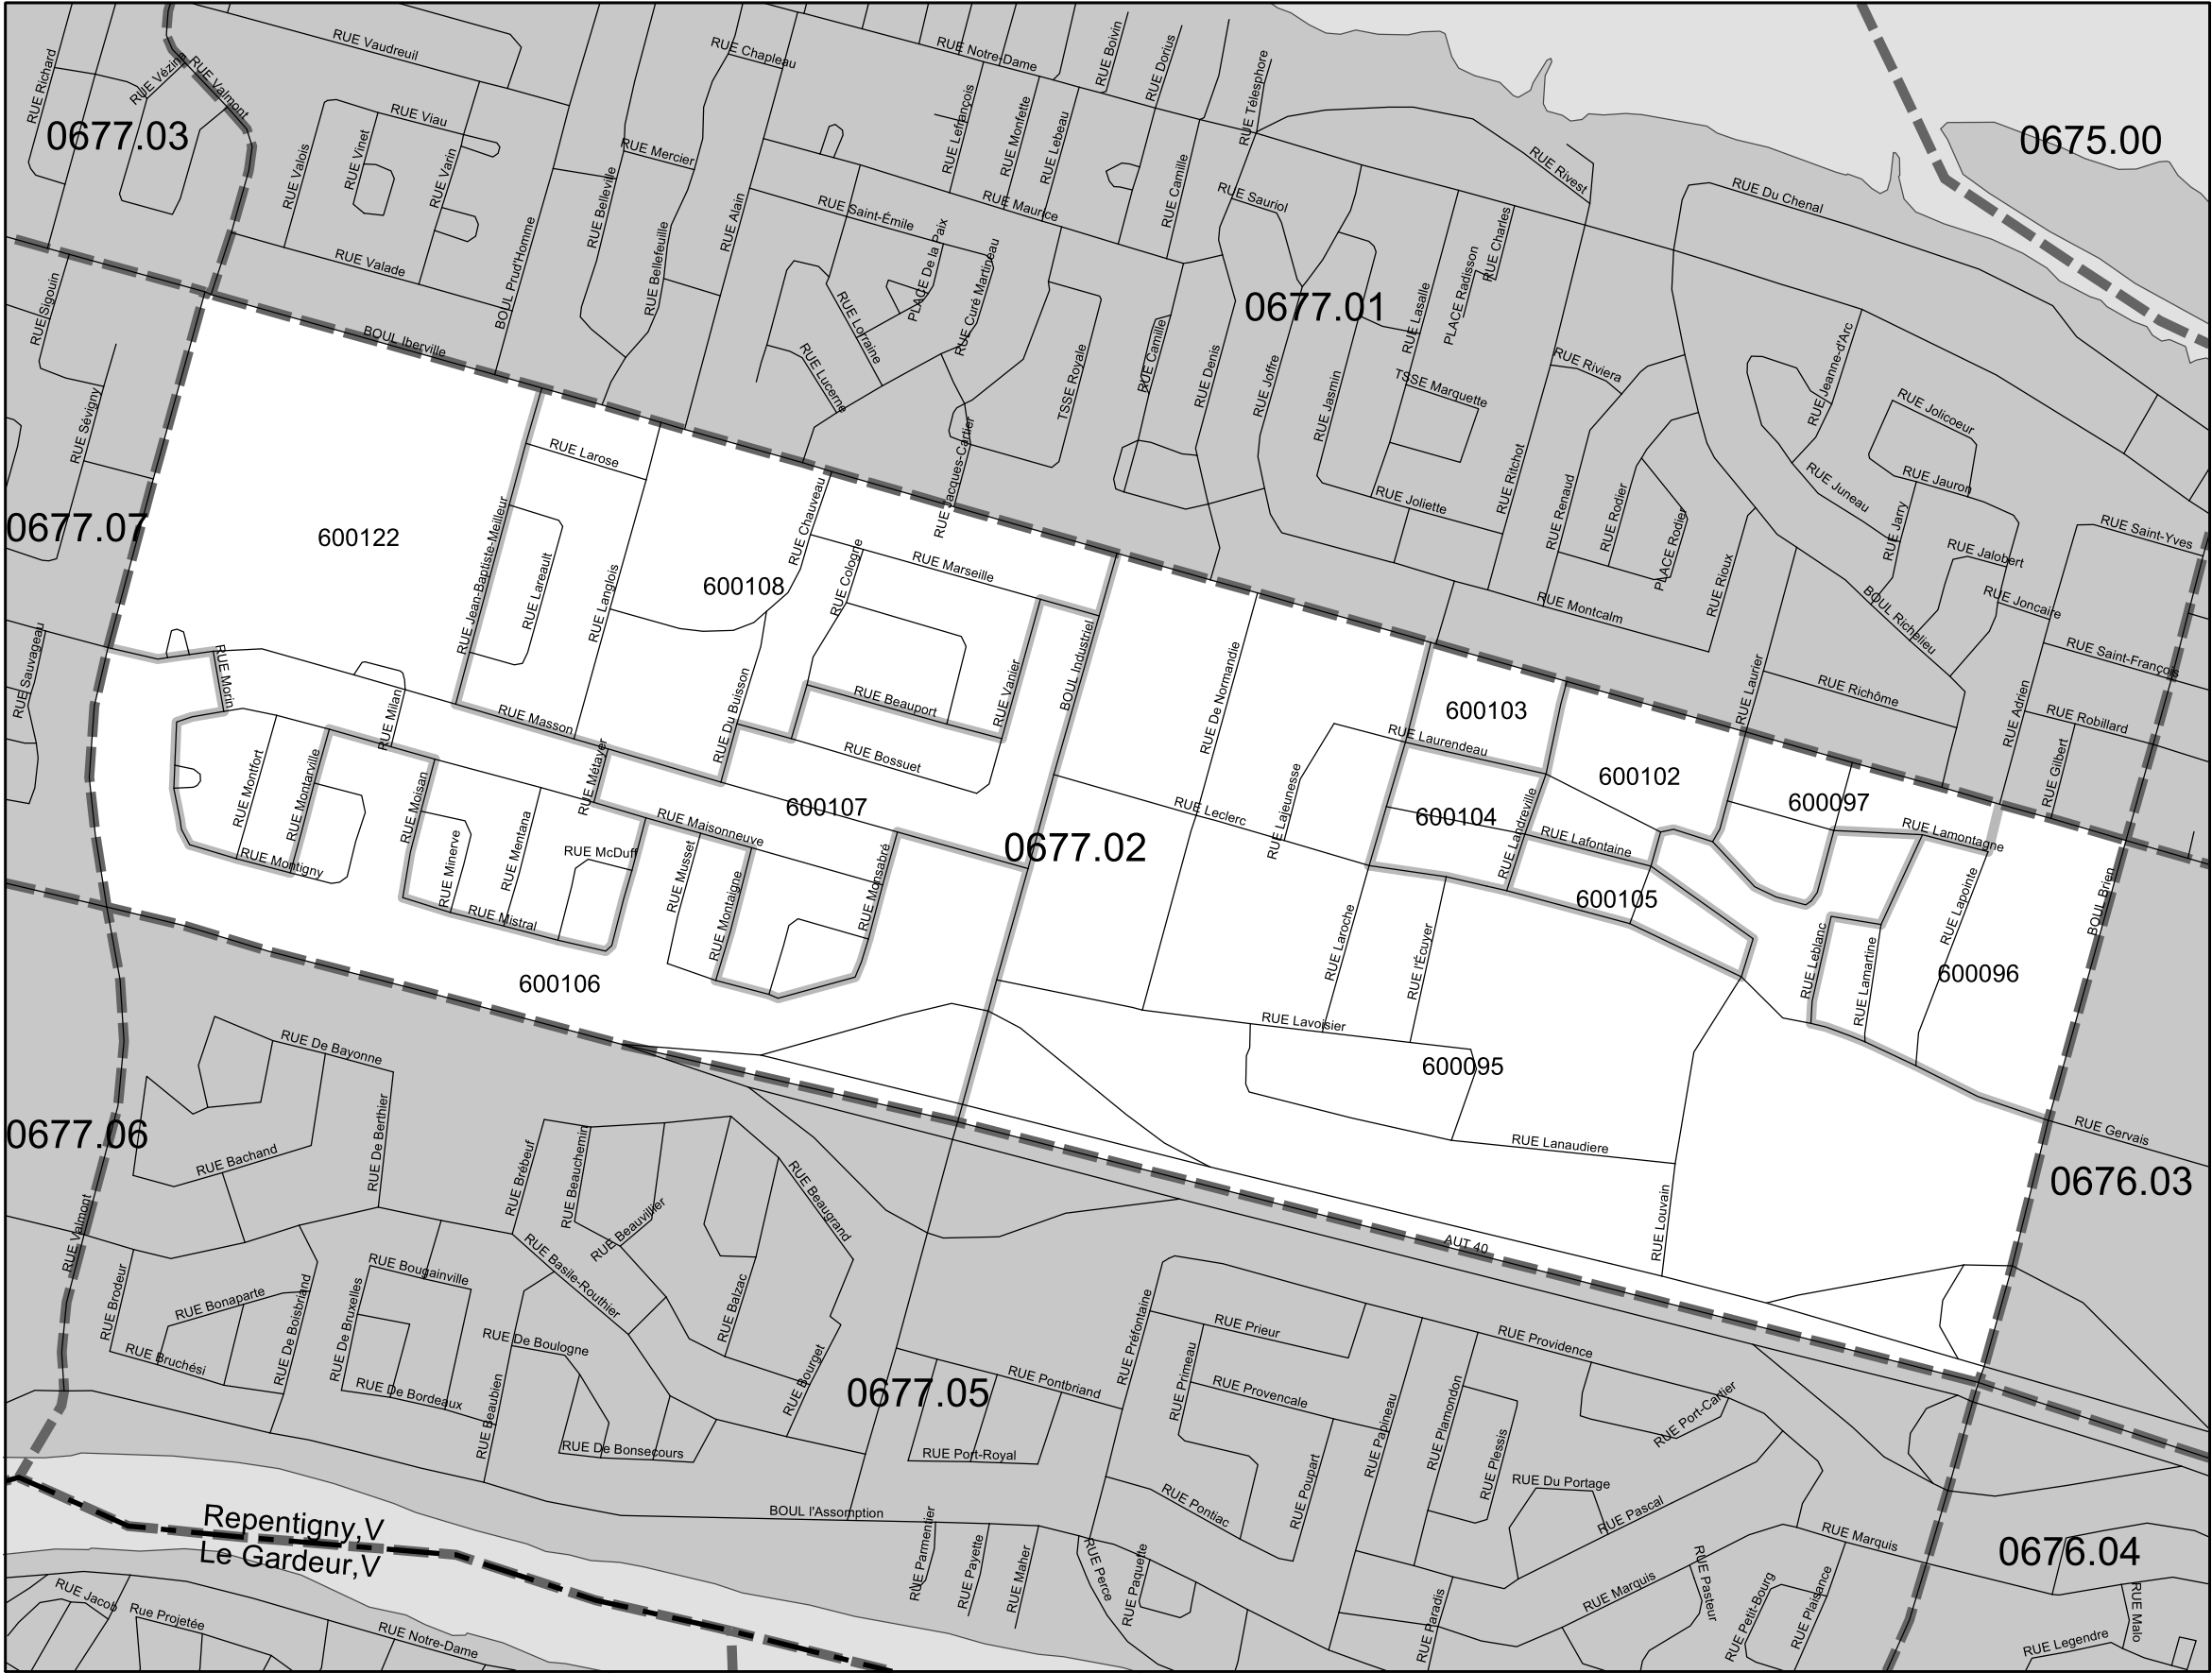 RUE Vaudreuil
RUE Chapleau
RUE Notre-Dame
RUE Boivin
RUE Dorius
RUE Télesphore
RUE Richard
RUE Vézina
RUE Valmont
0677.03
RUE Viau
RUE Valois
RUE Vinet
RUE Varin
RUE Mercier
RUE Lefrançois
RUE Monfette
RUE Lebeau
RUE Camille
RUE Rivest
0675.00
RUE Belleville
RUE Bellefeuille
RUE Alain
RUE Saint-Émile
RUE Maurice
RUE Sauriol
RUE Du Chenal
PLACE De la Paix
RUE Curé Martineau
RUE Charles
PLACE Radisson
RUE Valade
BOUL Prud'Homme
RUE Sigouin
BOUL Iberville
RUE Lorraine
RUE Lucerne
0677.01
RUE Lasalle
RUE Camille
RUE Denis
RUE Joffre
RUE Jasmin
TSSE Royale
TSSE Marquette
RUE Riviera
RUE Jeanne-d'Arc
RUE Jolicoeur
RUE Sévigny
RUE Larose
RUE Jacques-Cartier
RUE Joliette
RUE Ritchot
RUE Renaud
RUE Rodier
PLACE Rodier
RUE Juneau
RUE Jauron
RUE Jarry
RUE Jalobert
RUE Saint-Yves
0677.07
600122
RUE Jean-Baptiste-Meilleur
RUE Lareault
RUE Langlois
RUE Chauveau
600108
RUE Cologne
RUE Marseille
RUE Montcalm
RUE Rioux
BOUL Richelieu
RUE Joncaire
RUE Saint-François
RUE Sauvageau
RUE Morin
RUE Milan
RUE Masson
RUE Du Buisson
RUE Beauport
RUE Vanier
BOUL Industriel
RUE De Normandie
RUE Laurier
RUE Richôme
RUE Adrien
RUE Robillard
RUE Gilbert
RUE Bossuet
600103
RUE Laurendeau
600102
600097
RUE Montfort
RUE Montarville
RUE Moisan
RUE Métayer
600107
RUE Maisonneuve
0677.02
RUE Leclerc
RUE Lajeunesse
600104
RUE Landreville
RUE Lafontaine
RUE Lamontagne
RUE Montigny
RUE Minerve
RUE Mentana
RUE McDuff
RUE Musset
RUE Montaigne
RUE Monsabré
RUE Mistral
600105
RUE Laroche
RUE l'Écuyer
RUE Leblanc
RUE Lamartine
RUE Lapointe
BOUL Brien
600096
600106
RUE Lavoisier
600095
RUE De Bayonne
RUE De Berthier
0677.06
RUE Bachand
RUE Brébeuf
RUE Beauchemin
RUE Beauvillier
RUE Beaugrand
RUE Lanaudiere
RUE Louvain
RUE Gervais
0676.03
RUE Valmont
AUT 40
RUE Brodeur
RUE Bonaparte
RUE Bruchési
RUE De Boisbriand
RUE De Bruxelles
RUE Bougainville
RUE Basile-Routhier
RUE Balzac
RUE De Boulogne
RUE De Bordeaux
RUE Beaubien
RUE De Bonsecours
RUE Bourget
0677.05
RUE Pontbriand
RUE Port-Royal
RUE Préfontaine
RUE Prieur
RUE Primeau
RUE Provencale
RUE Providence
RUE Papineau
RUE Plamondon
RUE Plessis
RUE Port-Cartier
RUE Poupart
RUE Pontiac
RUE Du Portage
RUE Pascal
RUE Marquis
0676.04
BOUL l'Assomption
Repentigny,V
Le Gardeur,V
RUE Parmentier
RUE Payette
RUE Maher
RUE Perce
RUE Paquette
RUE Paradis
RUE Marquis
RUE Pasteur
RUE Petit-Bourg
RUE Plaisance
RUE Malo
RUE Legendre
RUE Jacob
Rue Projetée
RUE Notre-Dame